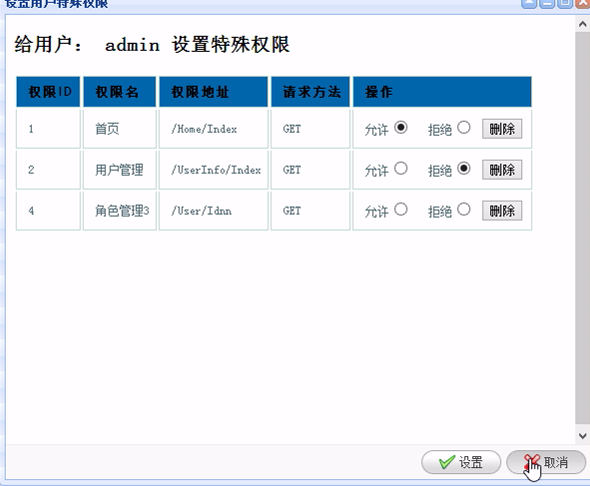 设置用户特殊权限
给用户： admin 设置特殊权限
权限ID 权限名 权限地址 请求方法 操作
1 首页 /Home/Index GET 允许 拒绝 删除
2 用户管理 /UserInfo/Index GET 允许 拒绝 删除
4 角色管理3 /User/Idnn GET 允许 拒绝 删除
设置 取消